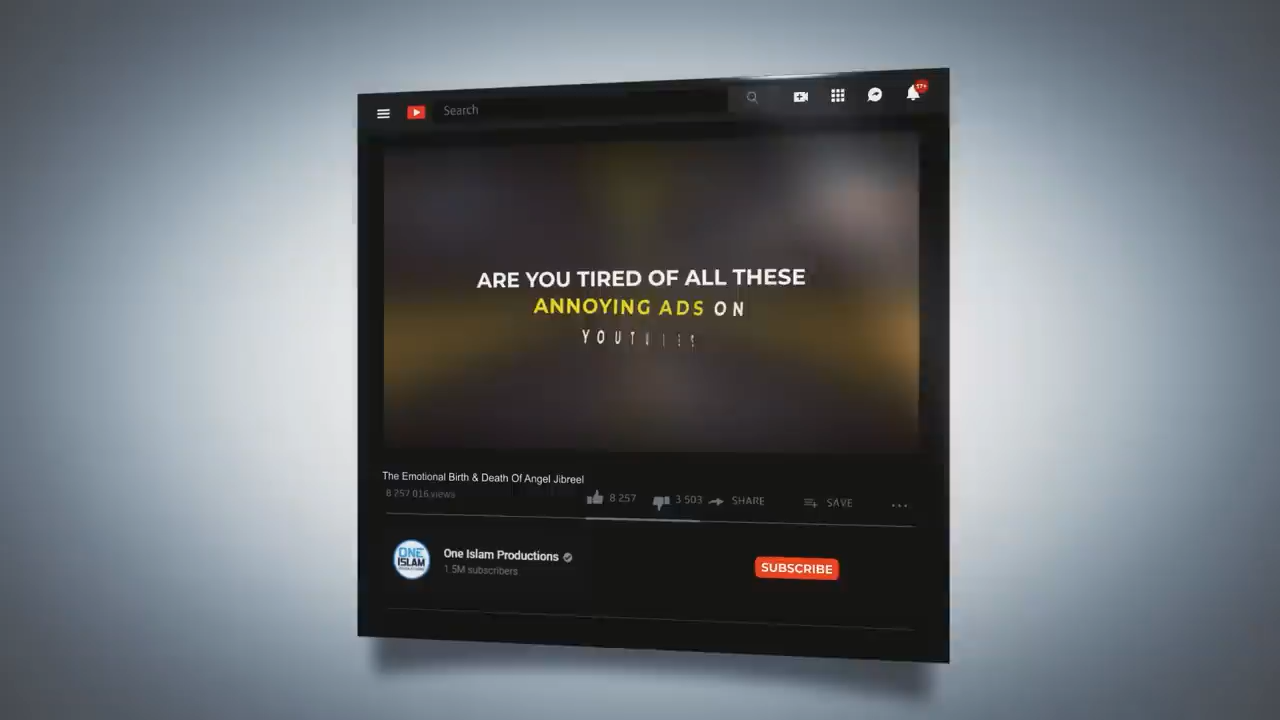 Search
17+
ARE YOU TIRED OF ALL THESE
ANNOYING ADS ON
The Emotional Birth & Death Of Angel Jibreel
8 257 016 views
8 257
3 503
SHARE
SAVE
ONE
ISLAM
One Islam Productions
1.5M subscribers
SUBSCRIBE